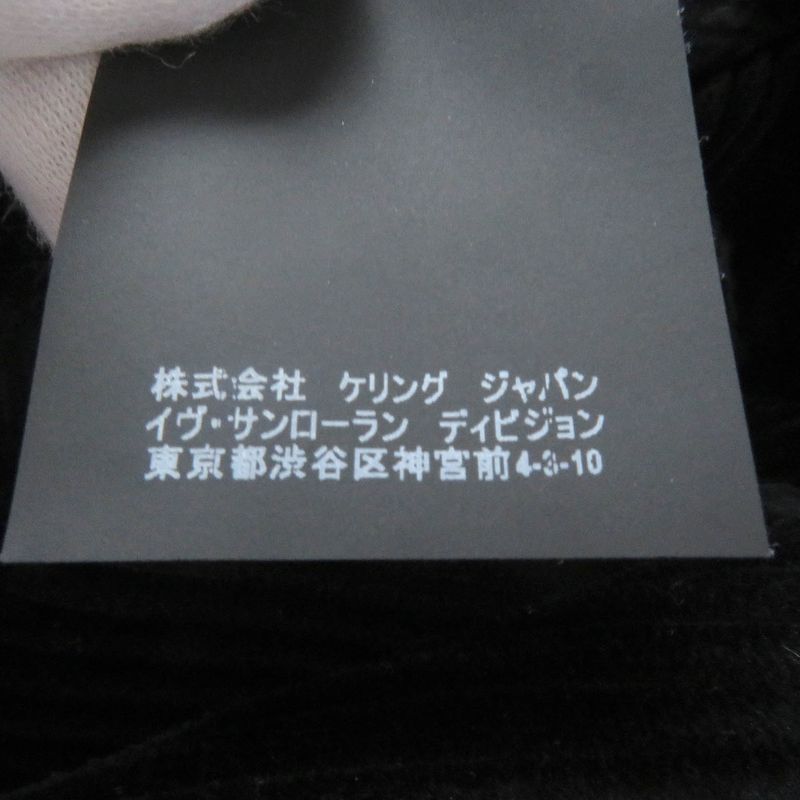 株式会社 ケリング ジャパン
イヴ・サンローラン ディビジョン
東京都渋谷区神宮前4-3-10